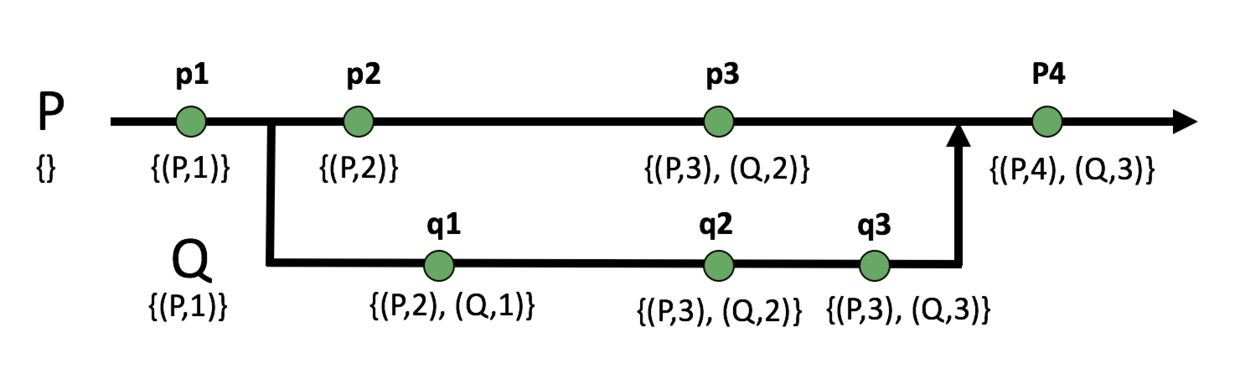 p1 p2 p3 P4
P
{} {(P,1)} {(P,2)} {(P,3), (Q,2)} {(P,4), (Q,3)}
q1 q2 q3
Q
{(P,1)} {(P,2), (Q,1)} {(P,3), (Q,2)} {(P,3), (Q,3)}